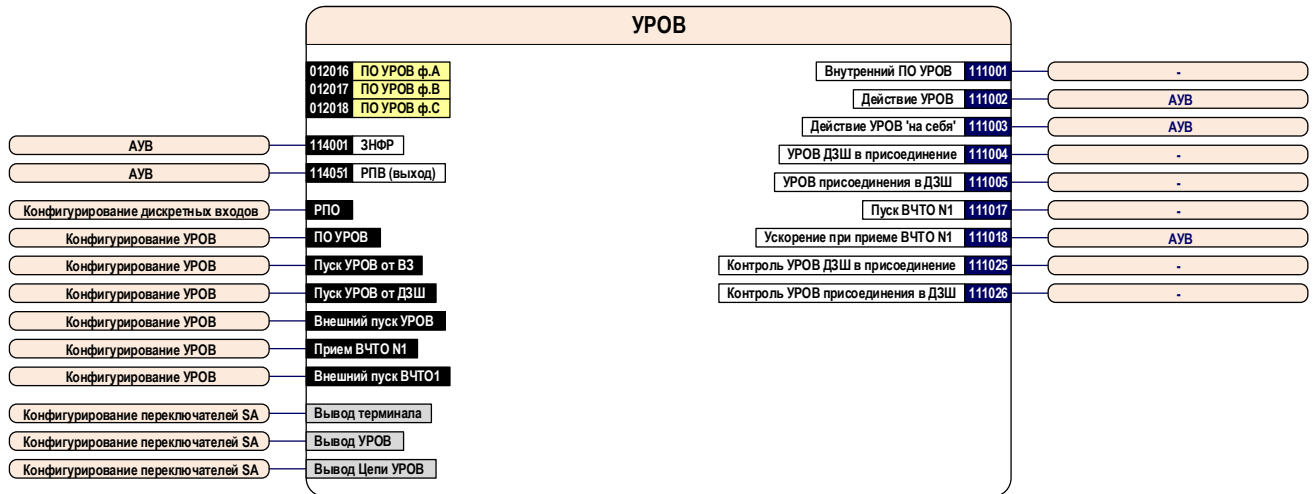 УРОВ
012016 ПО УРОВ ф.А
012017 ПО УРОВ ф.В
012018 ПО УРОВ ф.С
АУВ 114001 ЗНФР
АУВ 114051 РПВ (выход)
Конфигурирование дискретных входов РПО
Конфигурирование УРОВ ПО УРОВ
Конфигурирование УРОВ Пуск УРОВ от ВЗ
Конфигурирование УРОВ Пуск УРОВ от ДЗШ
Конфигурирование УРОВ Внешний пуск УРОВ
Конфигурирование УРОВ Прием ВЧТО N1
Конфигурирование УРОВ Внешний пуск ВЧТО1
Конфигурирование переключателей SA Вывод терминала
Конфигурирование переключателей SA Вывод УРОВ
Конфигурирование переключателей SA Вывод Цепи УРОВ
Внутренний ПО УРОВ 111001 -
Действие УРОВ 111002 АУВ
Действие УРОВ 'на себя' 111003 АУВ
УРОВ ДЗШ в присоединение 111004 -
УРОВ присоединения в ДЗШ 111005 -
Пуск ВЧТО N1 111017 -
Ускорение при приеме ВЧТО N1 111018 АУВ
Контроль УРОВ ДЗШ в присоединение 111025 -
Контроль УРОВ присоединения в ДЗШ 111026 -